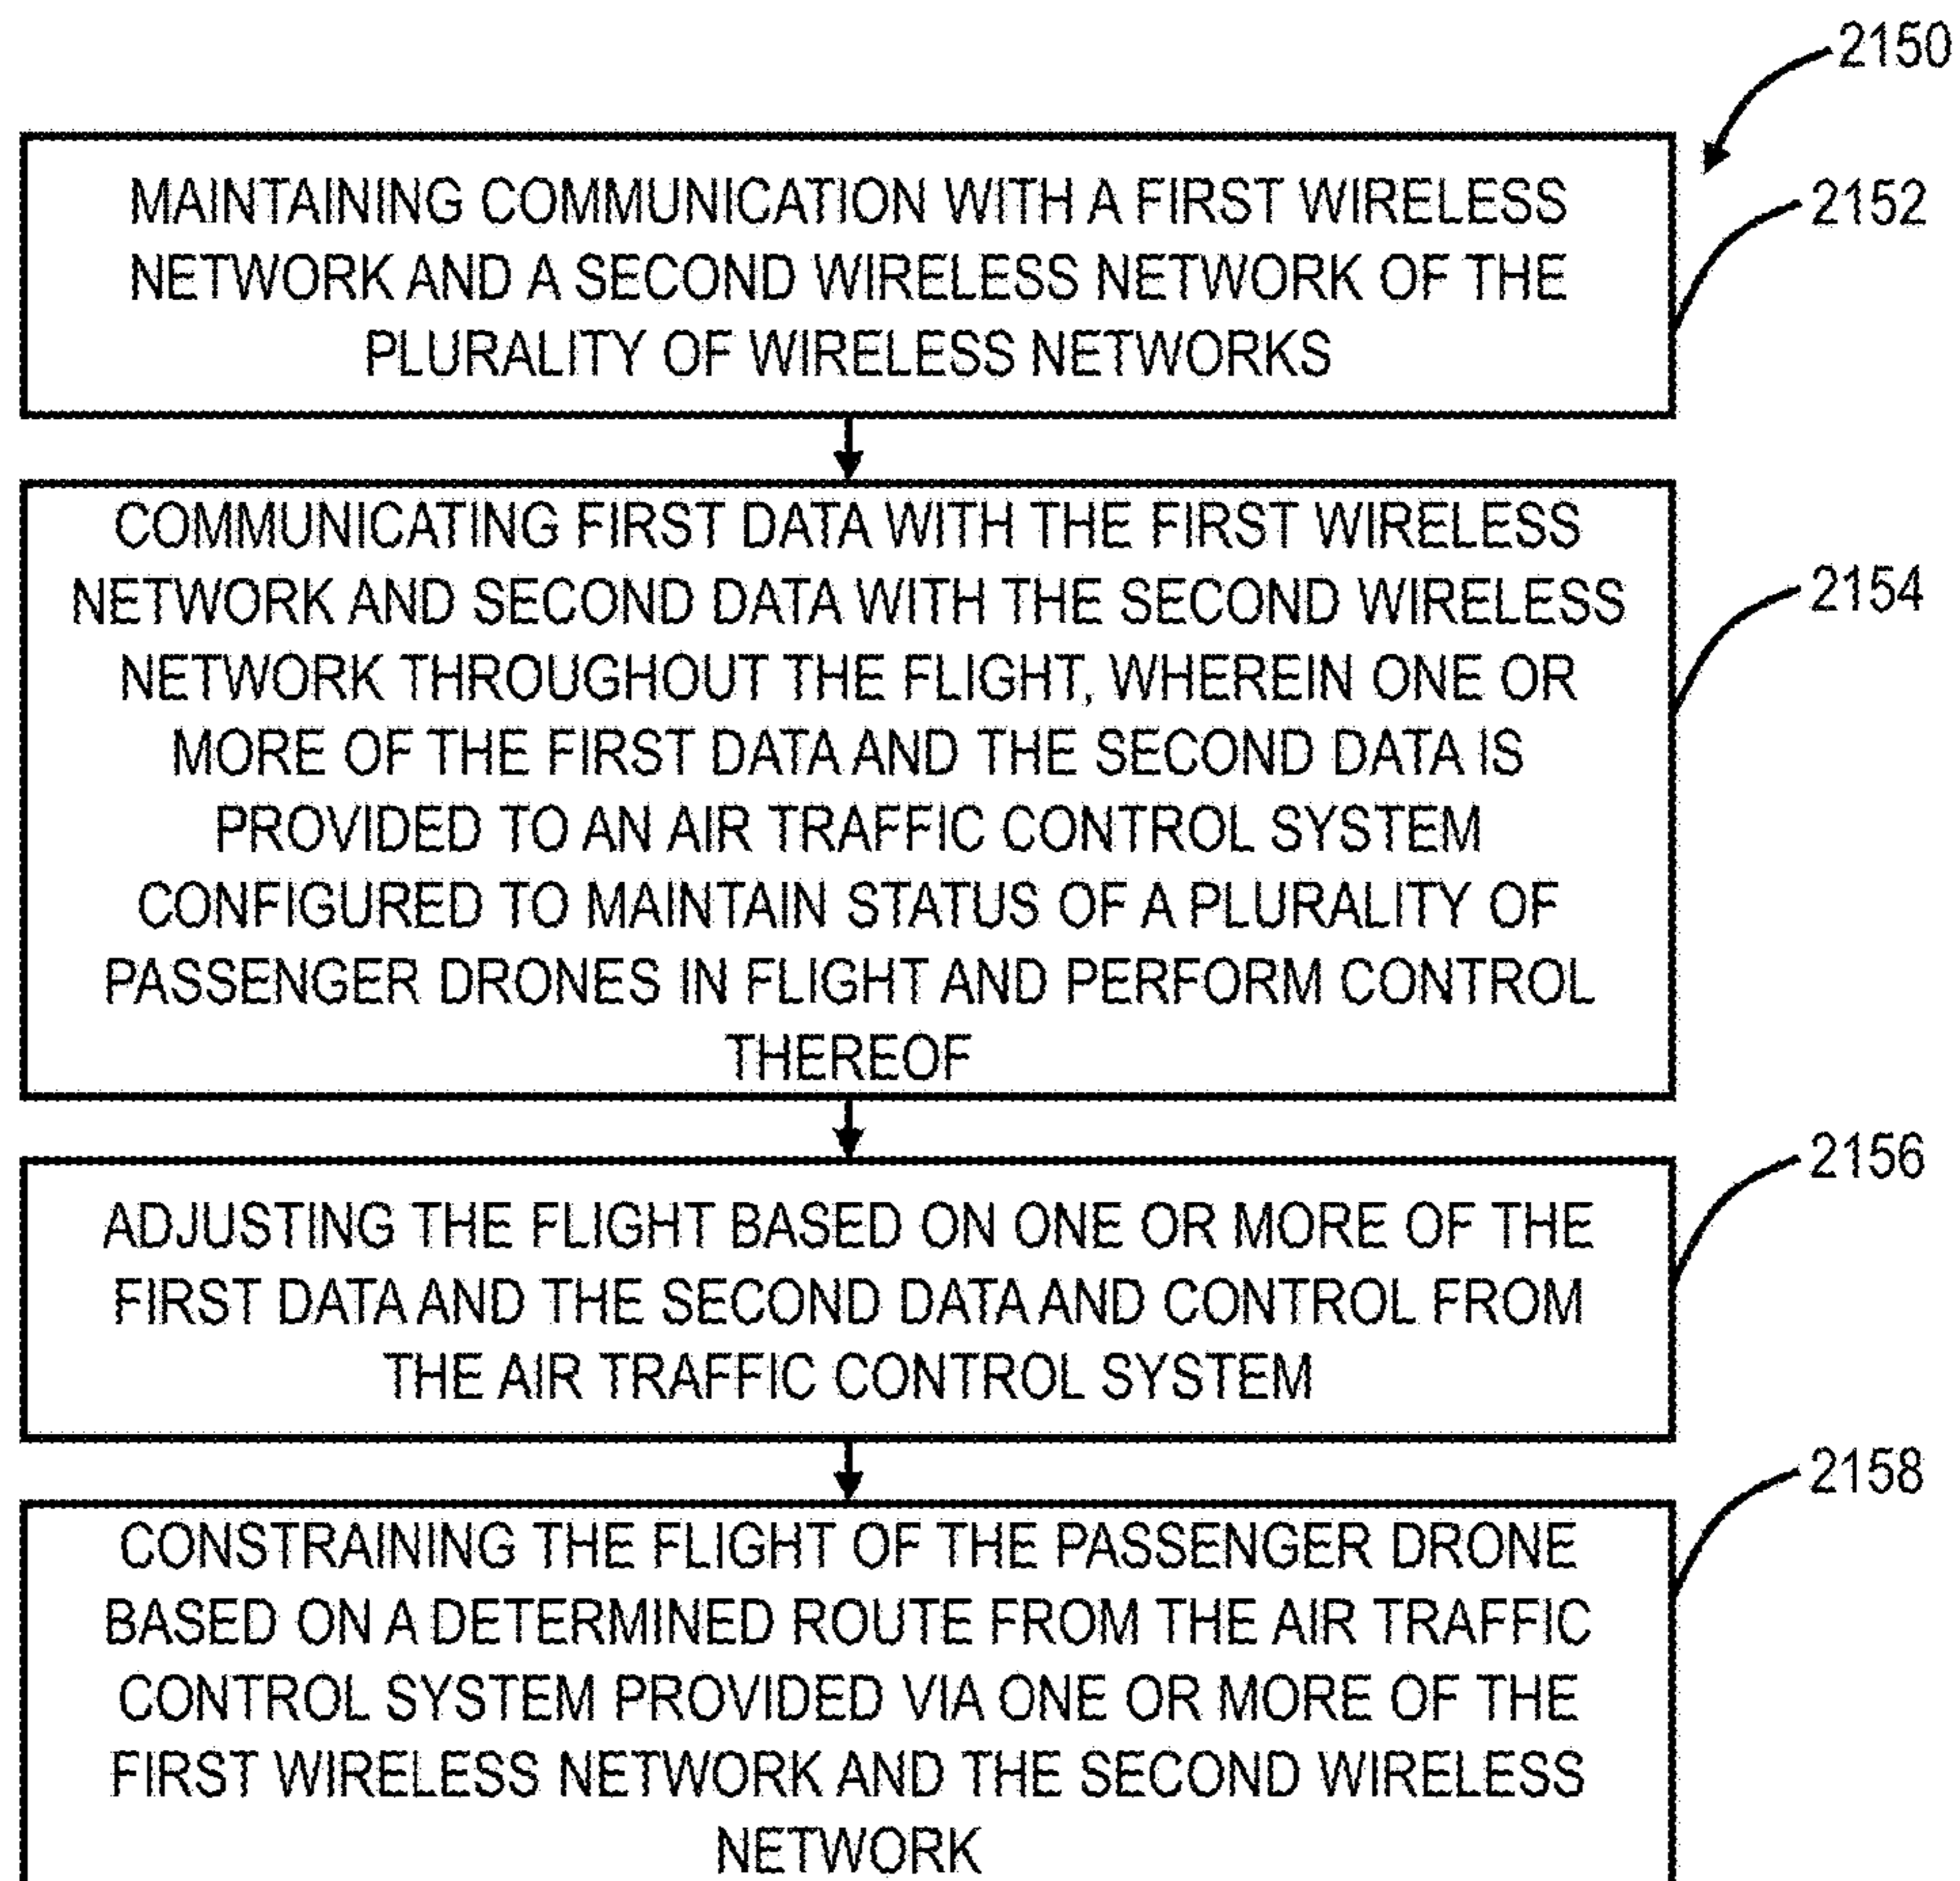 2150
MAINTAINING COMMUNICATION WITH A FIRST WIRELESS
NETWORK AND A SECOND WIRELESS NETWORK OF THE
PLURALITY OF WIRELESS NETWORKS
2152
COMMUNICATING FIRST DATA WITH THE FIRST WIRELESS
NETWORK AND SECOND DATA WITH THE SECOND WIRELESS
NETWORK THROUGHOUT THE FLIGHT, WHEREIN ONE OR
MORE OF THE FIRST DATA AND THE SECOND DATA IS
PROVIDED TO AN AIR TRAFFIC CONTROL SYSTEM
CONFIGURED TO MAINTAIN STATUS OF A PLURALITY OF
PASSENGER DRONES IN FLIGHT AND PERFORM CONTROL
THEREOF
2154
ADJUSTING THE FLIGHT BASED ON ONE OR MORE OF THE
FIRST DATA AND THE SECOND DATA AND CONTROL FROM
THE AIR TRAFFIC CONTROL SYSTEM
2156
CONSTRAINING THE FLIGHT OF THE PASSENGER DRONE
BASED ON A DETERMINED ROUTE FROM THE AIR TRAFFIC
CONTROL SYSTEM PROVIDED VIA ONE OR MORE OF THE
FIRST WIRELESS NETWORK AND THE SECOND WIRELESS
NETWORK
2158